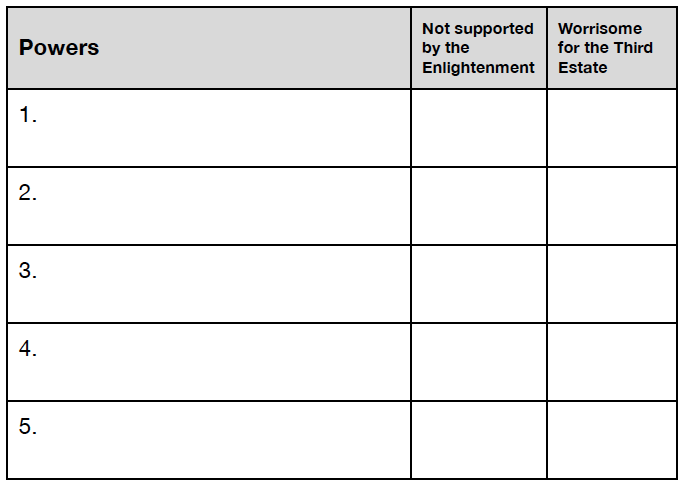 Powers
Not supported
by the
Enlightenment
Worrisome
for the Third
Estate
1.
2.
3.
4.
5.